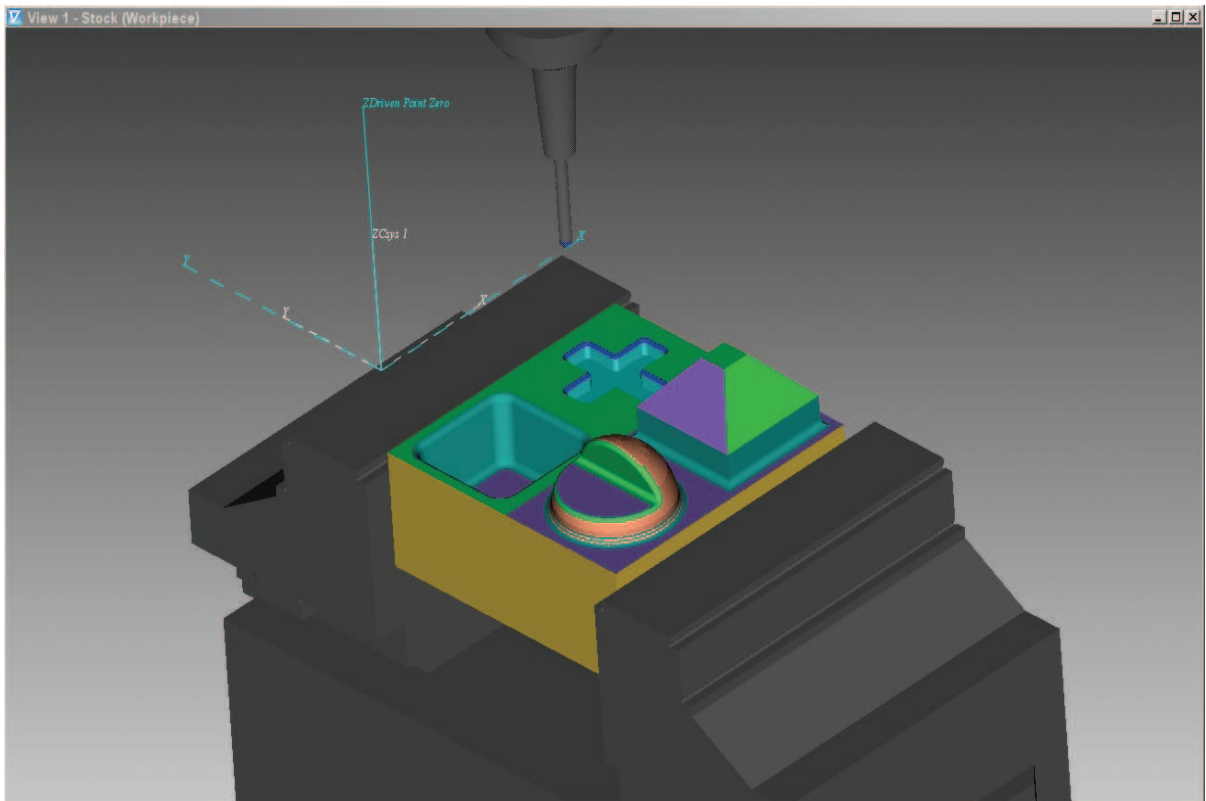 View 1 - Stock (Workpiece)
ZDriven Point Zero
ZCsys 1
X
Y
X
Y